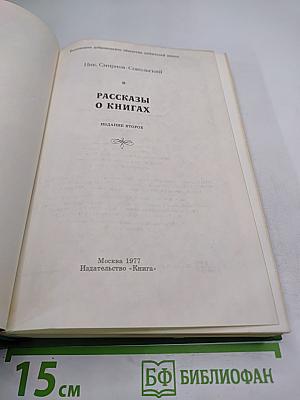 Всесоюзное добровольное общество любителей книги
Ник. Смирнов-Сокольский
РАССКАЗЫ
О КНИГАХ
ИЗДАНИЕ ВТОРОЕ
Москва 1977
Издательство «Книга»
15 см
БФ БИБЛИОФАН